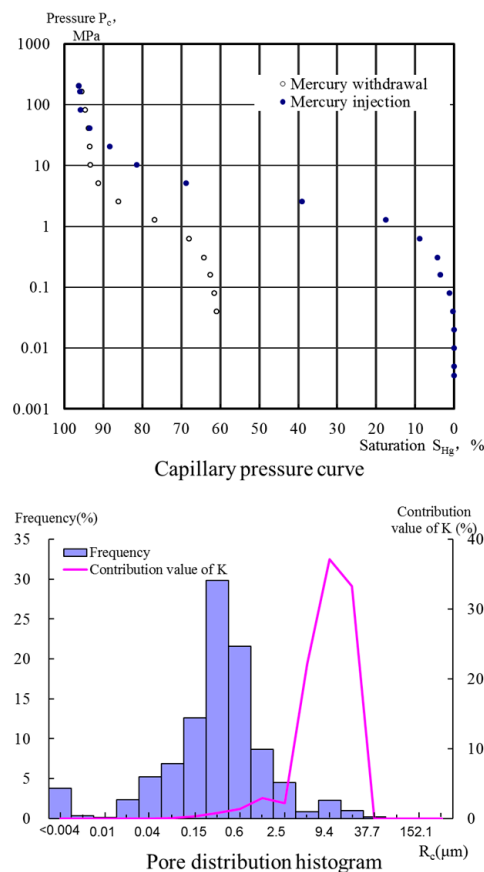 Pressure Pc,
MPa
1000
100
10
1
0.1
0.01
0.001
○ Mercury withdrawal
● Mercury injection
100 90 80 70 60 50 40 30 20 10 0
Saturation SHg, %
Capillary pressure curve
Frequency(%)
Contribution
value of K (%)
35
30
25
20
15
10
5
0
Frequency
Contribution value of K
40
30
20
10
0
<0.004 0.01 0.04 0.15 0.6 2.5 9.4 37.7 152.1
Rc(μm)
Pore distribution histogram